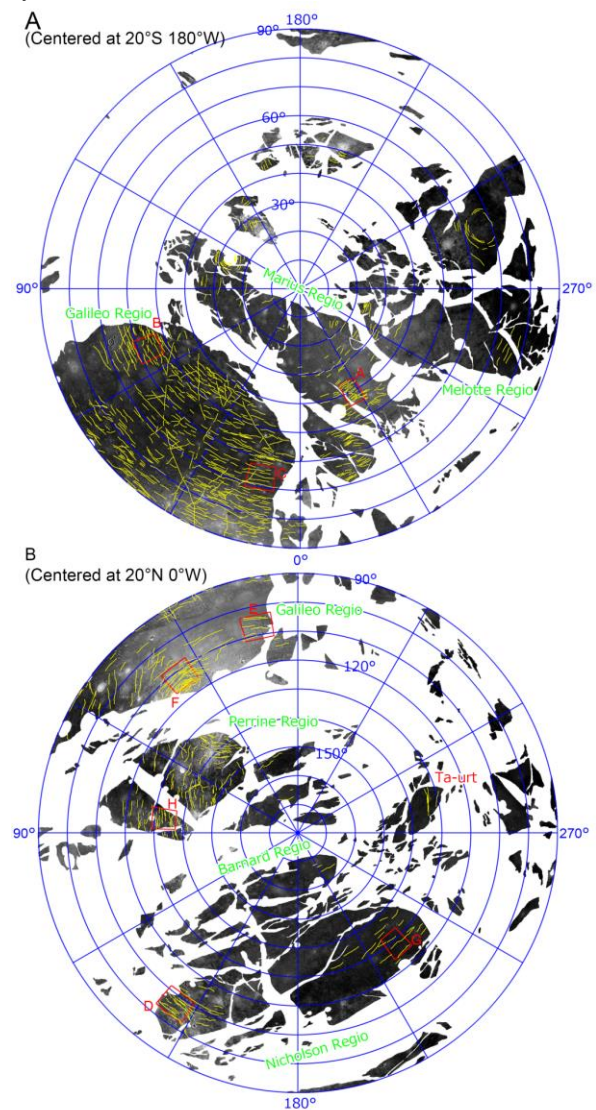 A
(Centered at 20°S 180°W)
180°
90°
60°
30°
Marius Regio
90°
270°
Galileo Regio
B
A
Melotte Regio
0°
B
(Centered at 20°N 0°W)
90°
E
Galileo Regio
120°
F
Perrine Regio
150°
Ta-urt
H
90°
270°
Barnard Regio
G
D
Nicholson Regio
180°